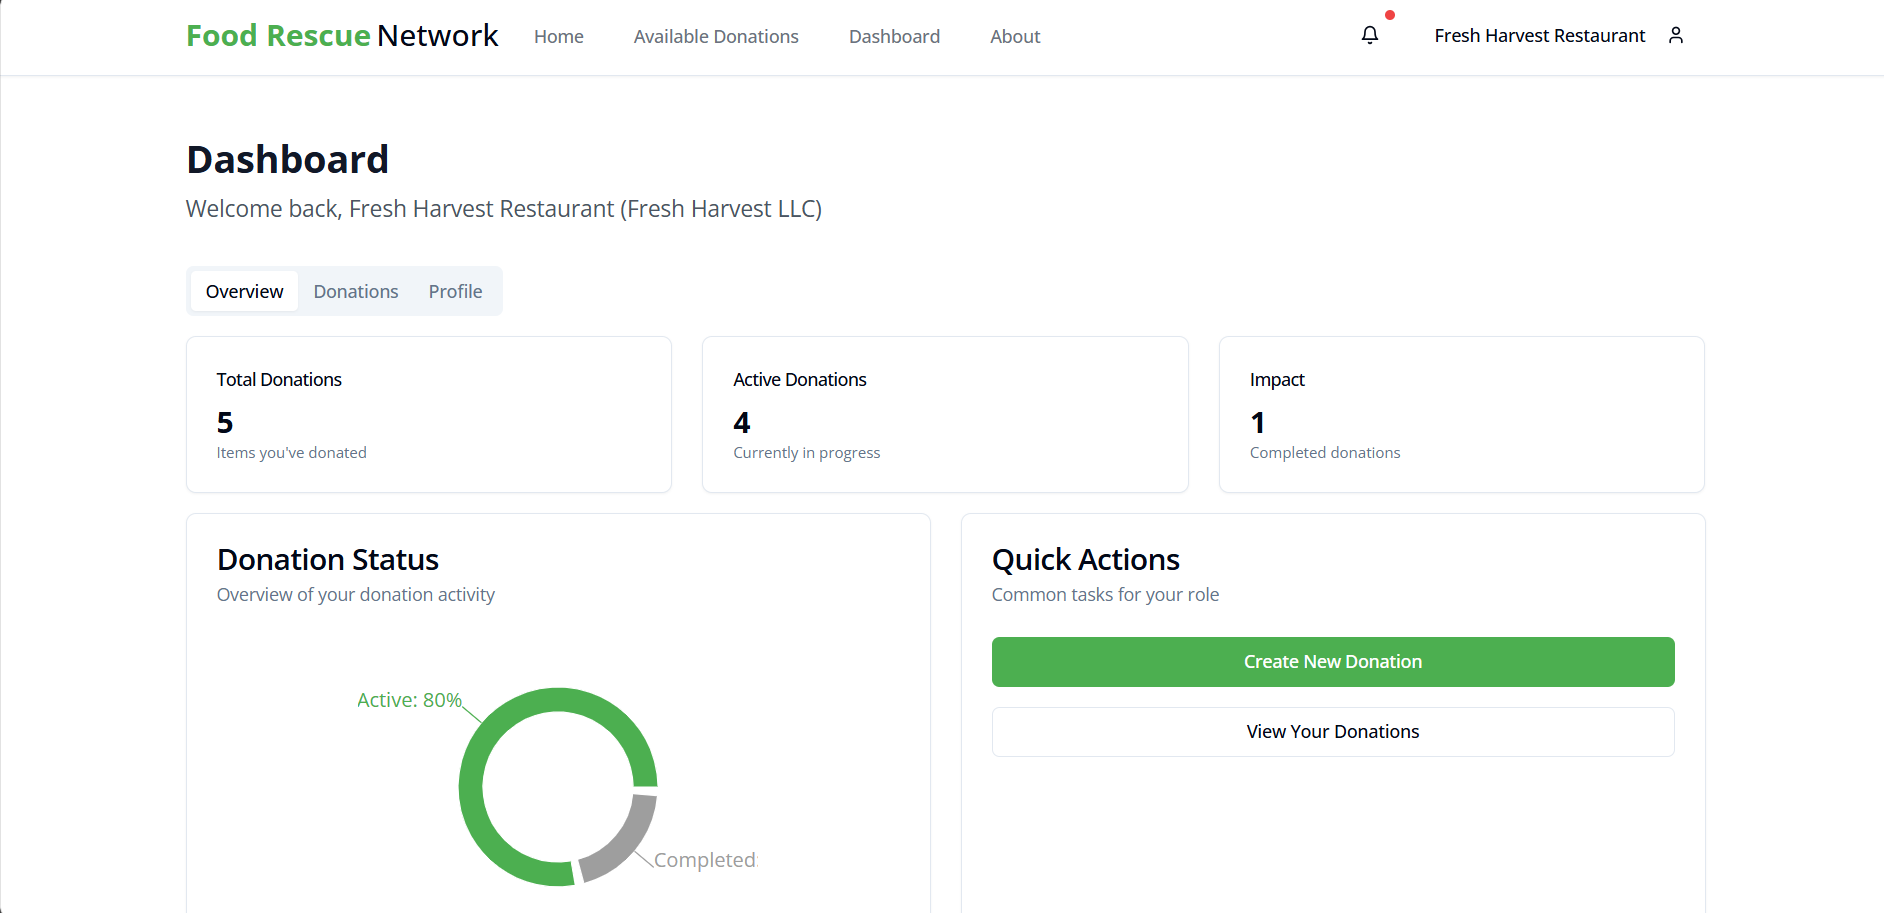 Food Rescue Network
Home
Available Donations
Dashboard
About
Fresh Harvest Restaurant
Dashboard
Welcome back, Fresh Harvest Restaurant (Fresh Harvest LLC)
Overview
Donations
Profile
Total Donations
5
Items you've donated
Active Donations
4
Currently in progress
Impact
1
Completed donations
Donation Status
Overview of your donation activity
Active: 80%
Completed:
Quick Actions
Common tasks for your role
Create New Donation
View Your Donations